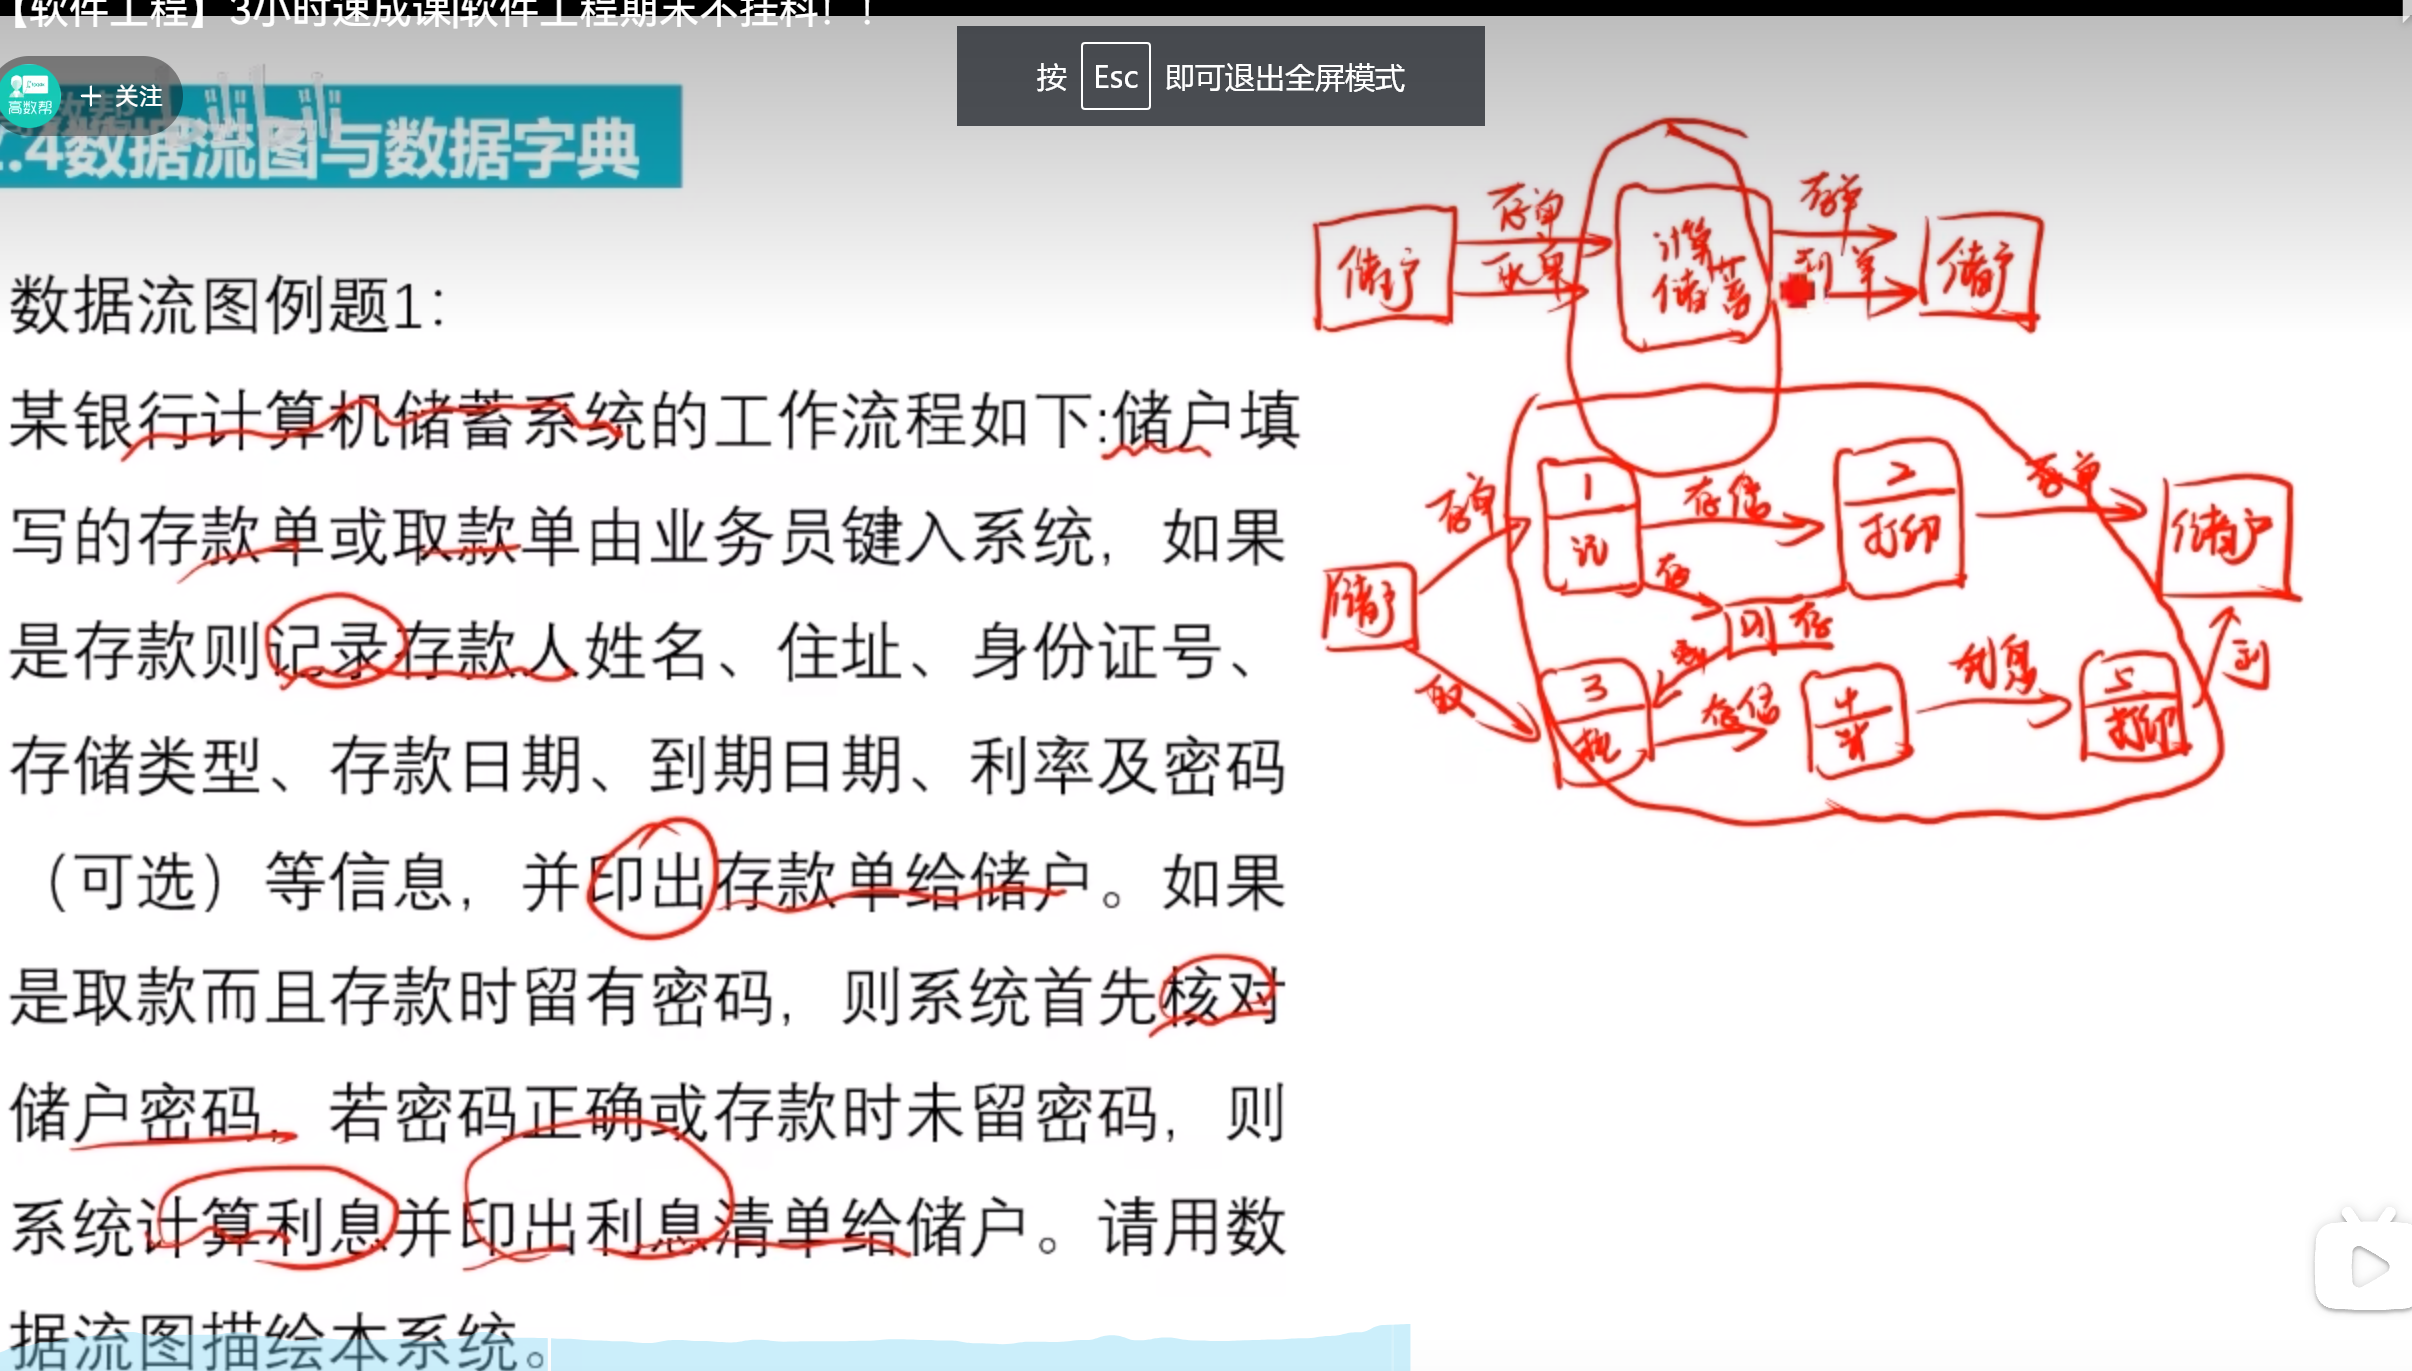 【软件工程】3小时速成课|软件工程期末不挂科！！
高数帮
+ 关注
按 Esc 即可退出全屏模式
.4数据流图与数据字典
数据流图例题1：
某银行计算机储蓄系统的工作流程如下:储户填
写的存款单或取款单由业务员键入系统，如果
是存款则记录存款人姓名、住址、身份证号、
存储类型、存款日期、到期日期、利率及密码
（可选）等信息，并印出存款单给储户。如果
是取款而且存款时留有密码，则系统首先核对
储户密码，若密码正确或存款时未留密码，则
系统计算利息并印出利息清单给储户。请用数
据流图描绘本系统。
储户
存单
取单
计算
储蓄
存单
利单
储户
储户
存单
取
1
记
存信
2
打印
存单
储户
存
D1 存
3
核
存信
4
计
利息
5
打印
利